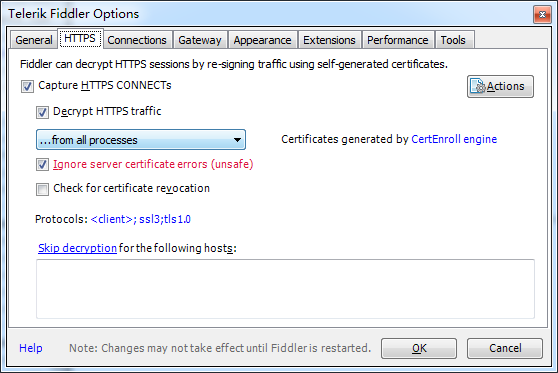 Telerik Fiddler Options
General HTTPS Connections Gateway Appearance Extensions Performance Tools
Fiddler can decrypt HTTPS sessions by re-signing traffic using self-generated certificates.
Capture HTTPS CONNECTs
Actions
Decrypt HTTPS traffic
...from all processes
Certificates generated by CertEnroll engine
Ignore server certificate errors (unsafe)
Check for certificate revocation
Protocols: <client>; ssl3;tls1.0
Skip decryption for the following hosts:
Help Note: Changes may not take effect until Fiddler is restarted. OK Cancel